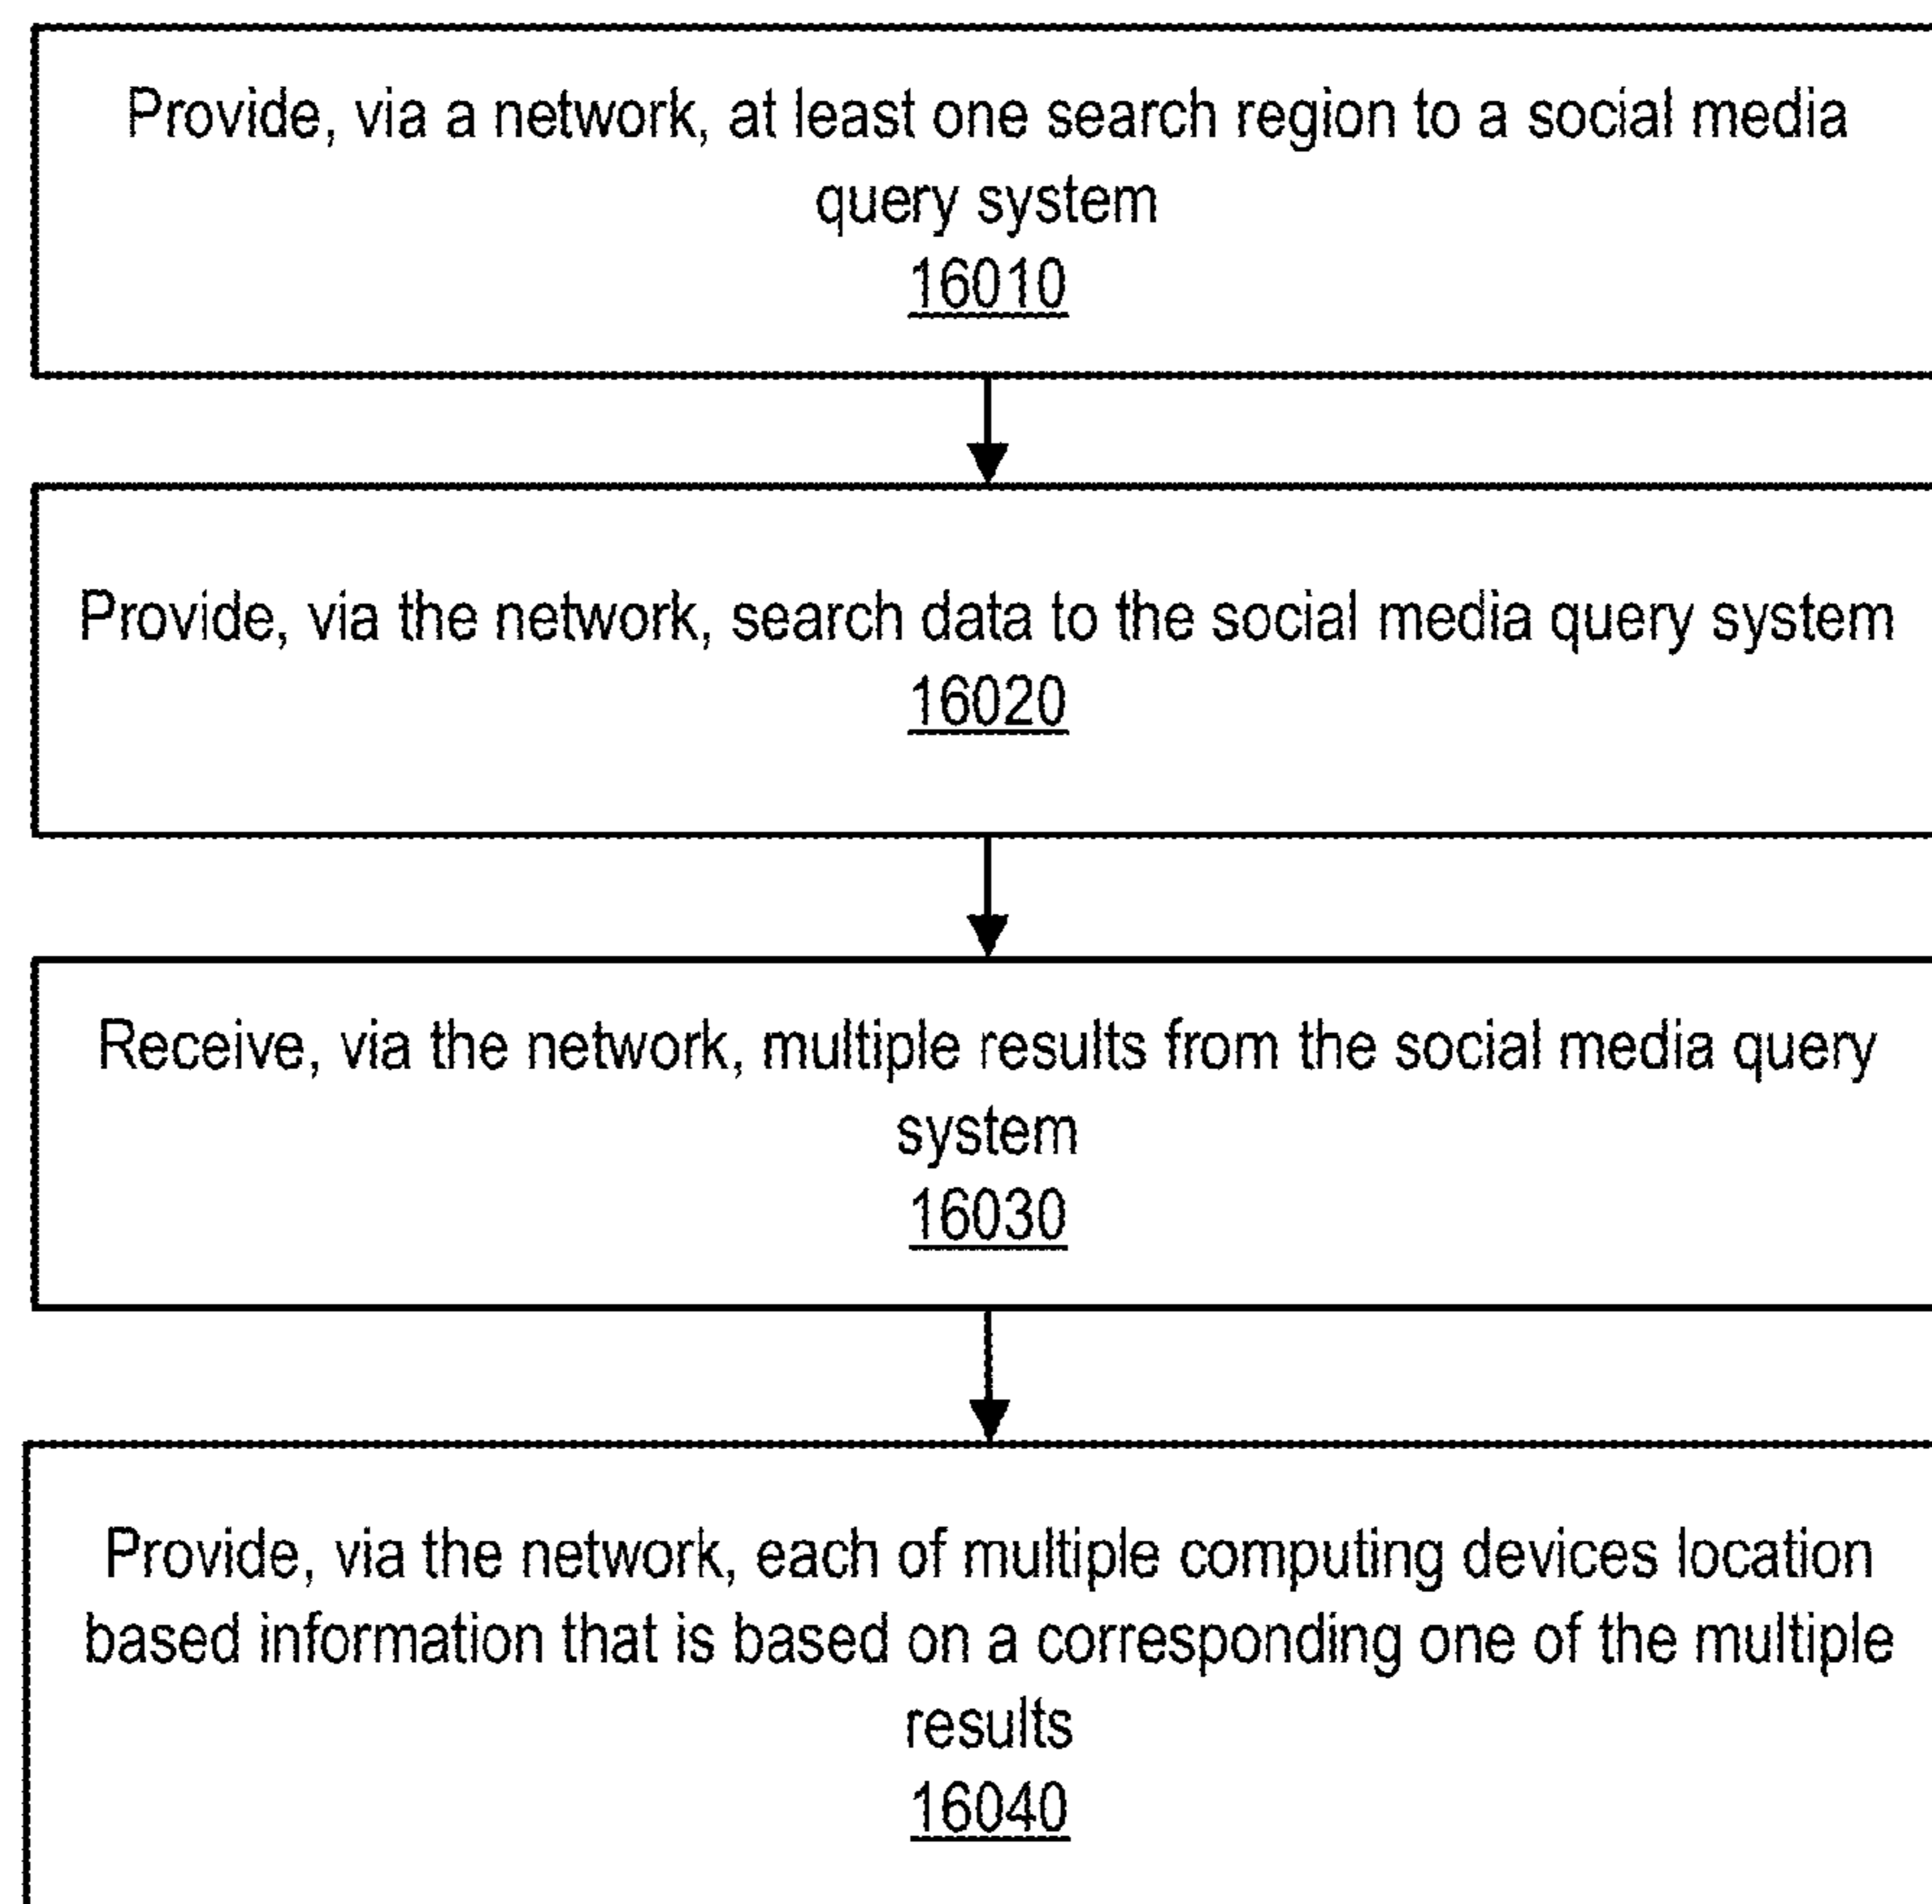 Provide, via a network, at least one search region to a social media
query system
16010
Provide, via the network, search data to the social media query system
16020
Receive, via the network, multiple results from the social media query
system
16030
Provide, via the network, each of multiple computing devices location
based information that is based on a corresponding one of the multiple
results
16040